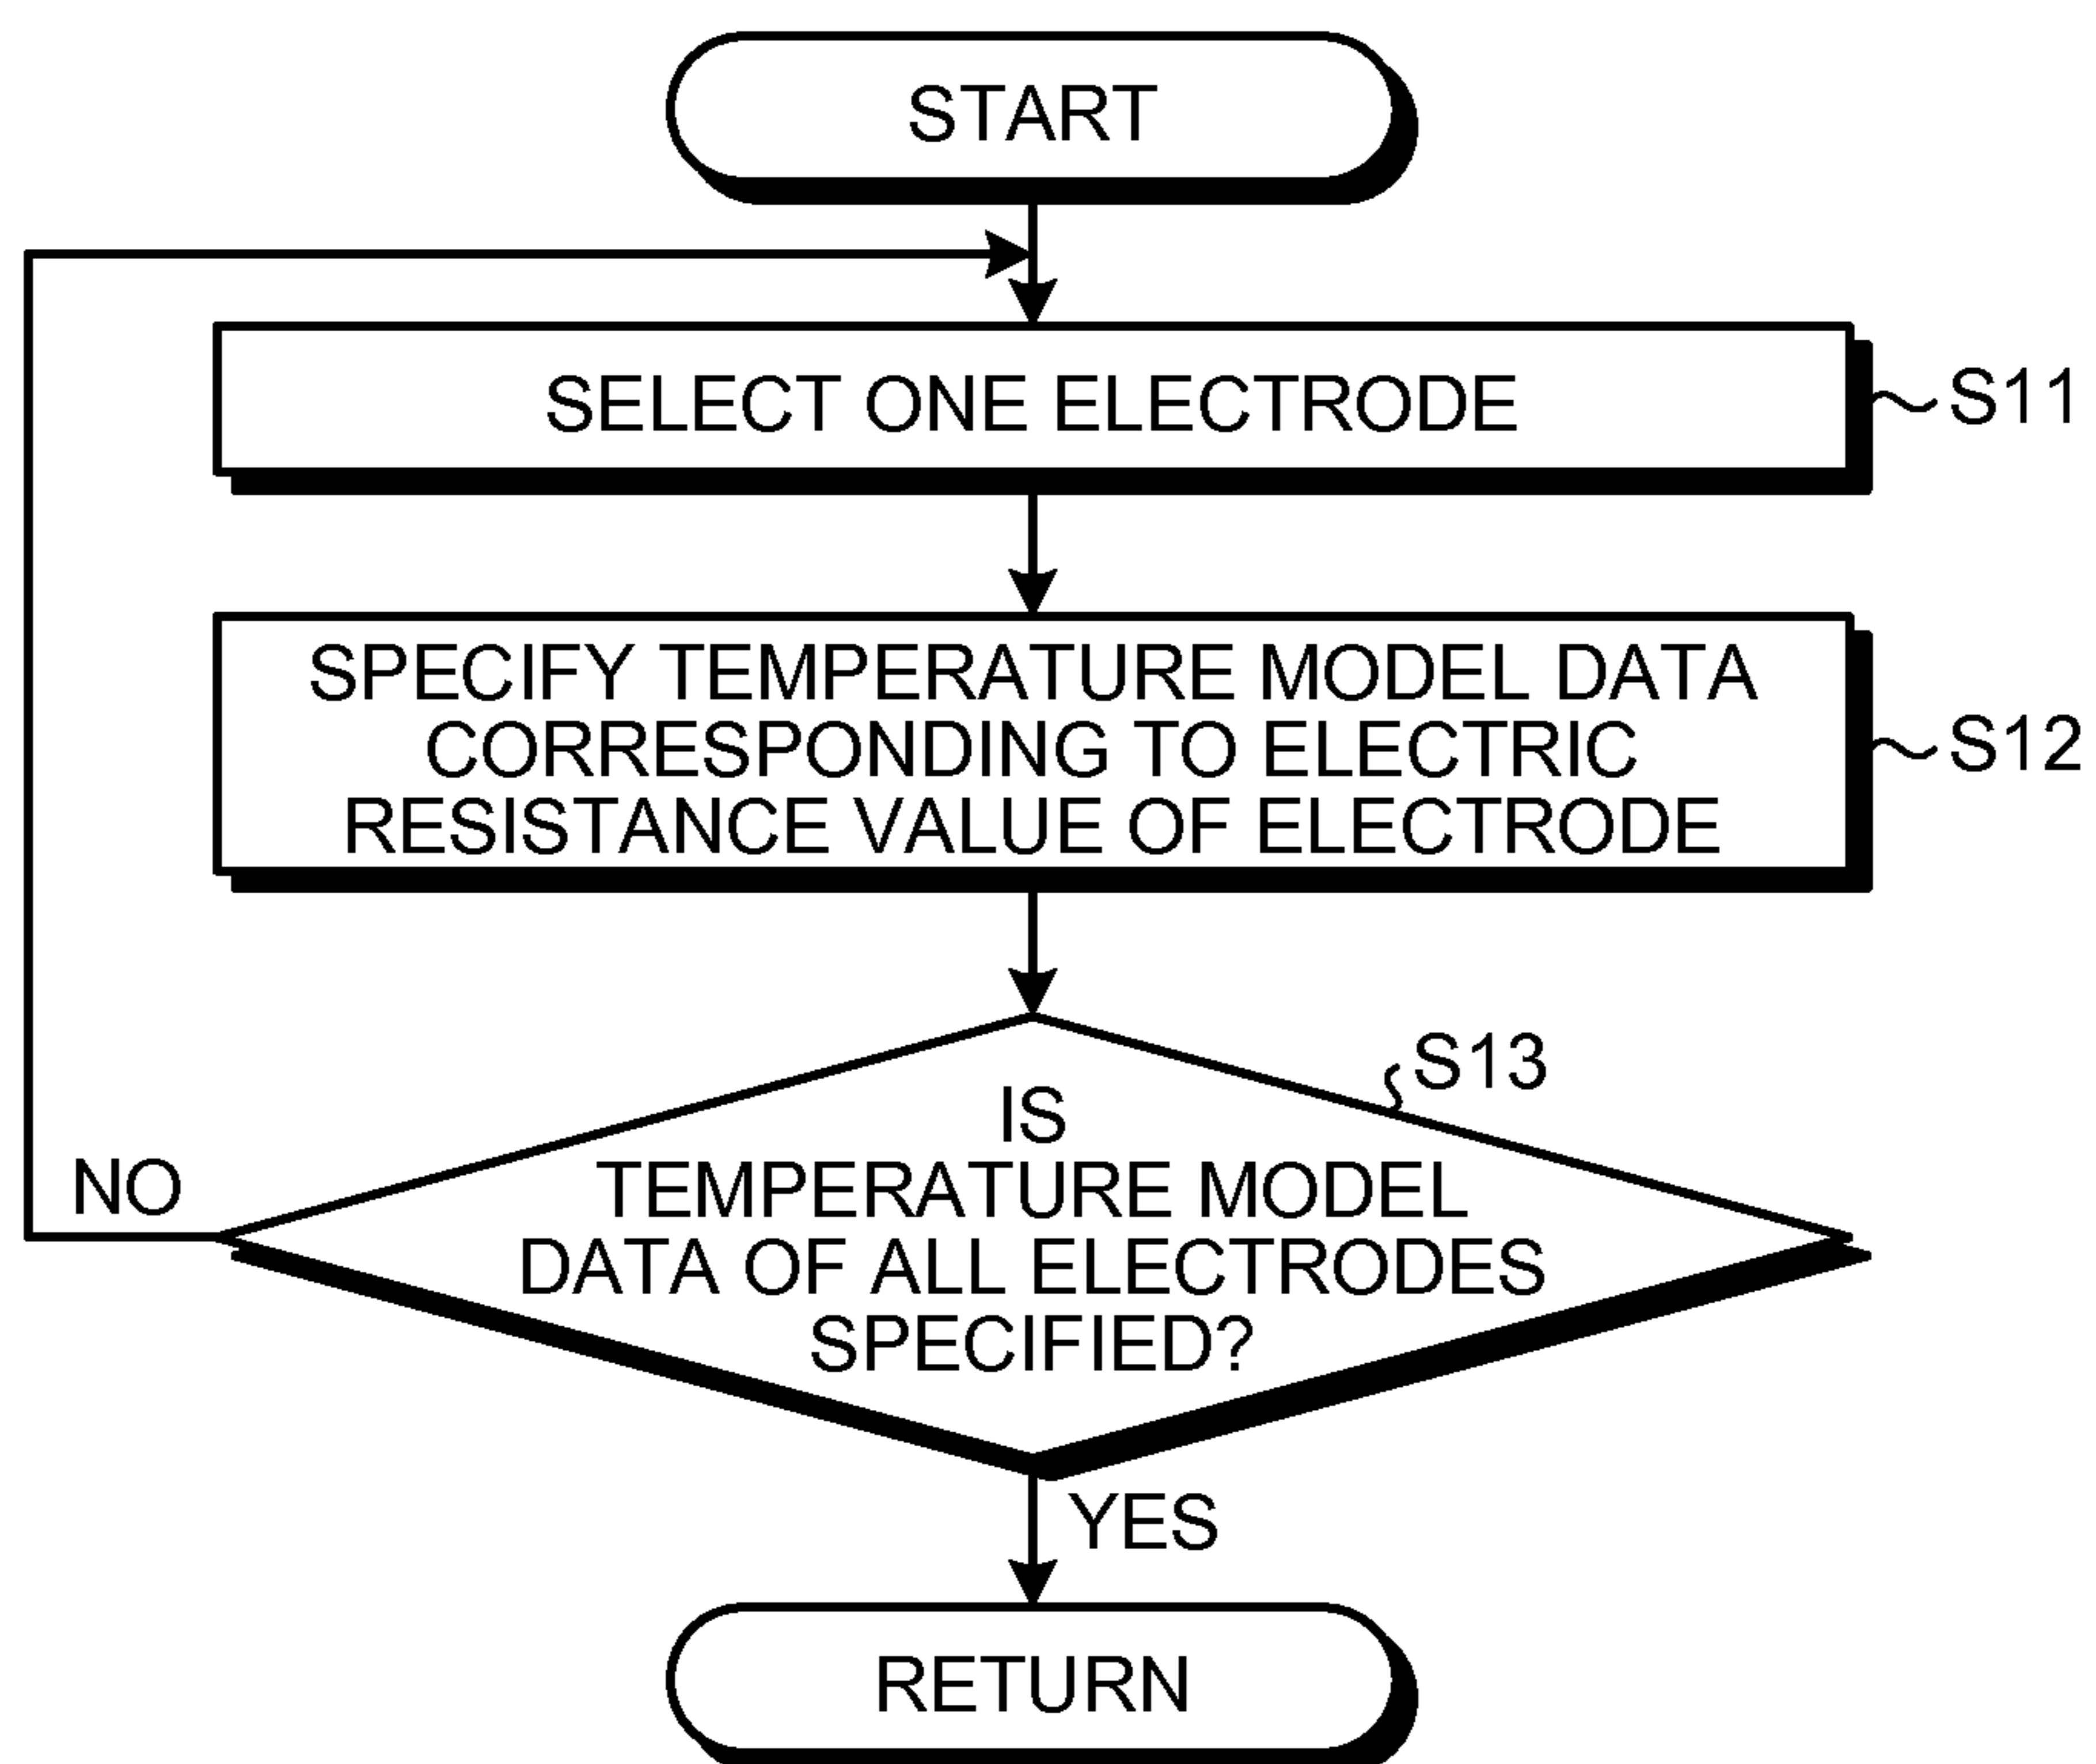 START
SELECT ONE ELECTRODE
S11
SPECIFY TEMPERATURE MODEL DATA
CORRESPONDING TO ELECTRIC
RESISTANCE VALUE OF ELECTRODE
S12
S13
IS
TEMPERATURE MODEL
DATA OF ALL ELECTRODES
SPECIFIED?
NO
YES
RETURN